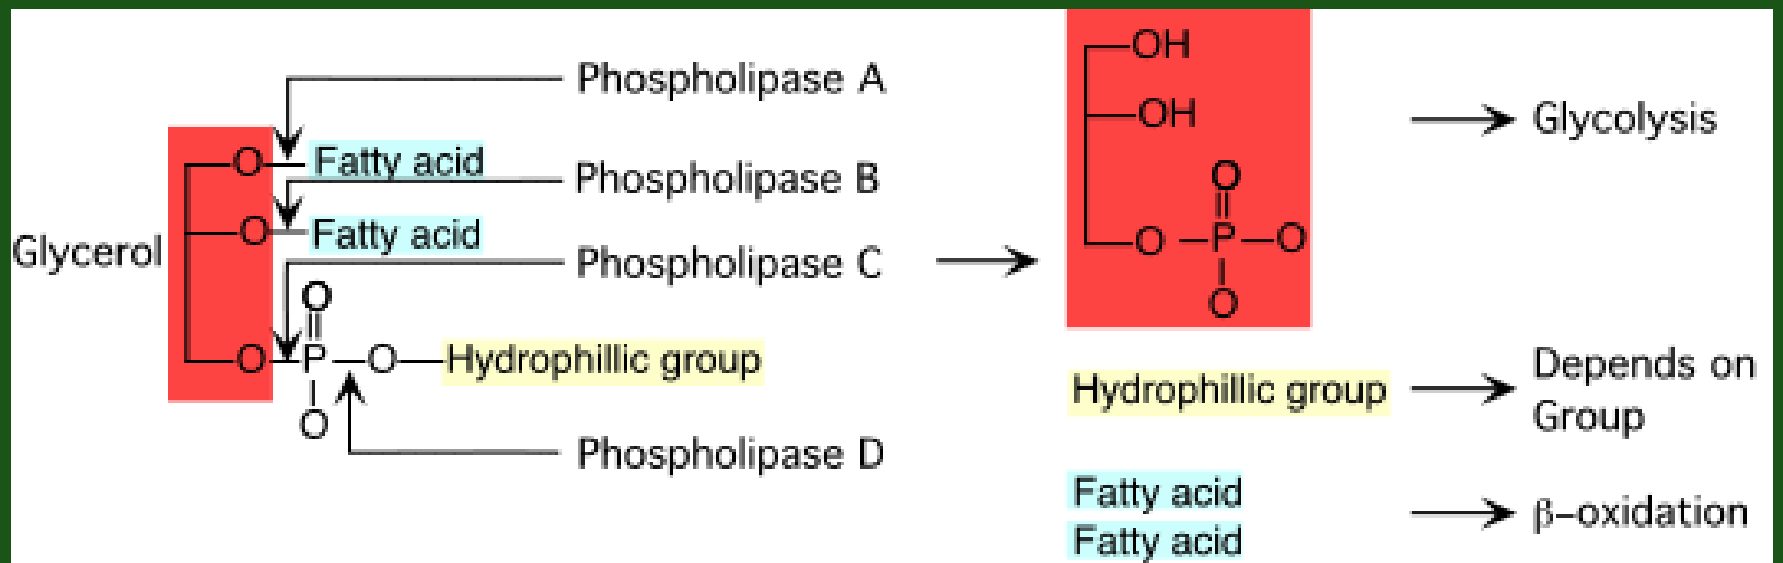 Phospholipase A
O Fatty acid
Phospholipase B
O Fatty acid
Glycerol
Phospholipase C
O
O P O Hydrophillic group
O
Phospholipase D
OH
OH
O
O P O
O
Glycolysis
Hydrophillic group
Depends on
Group
Fatty acid
Fatty acid
β-oxidation